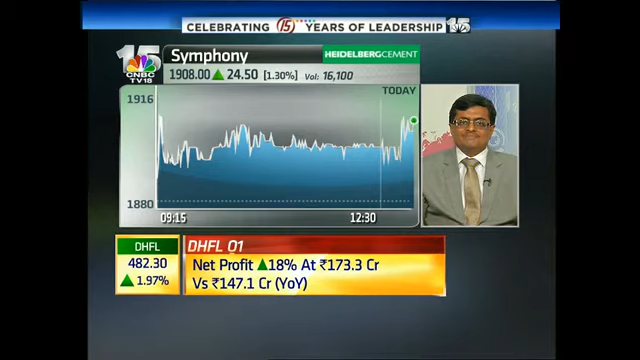 CELEBRATING 15 YEARS OF LEADERSHIP 15
15
CNBC
TV18
Symphony
HEIDELBERGCEMENT
1908.00 ▲ 24.50 [1.30%] Vol: 16,100
TODAY
1916
1880
09:15
12:30
DHFL
482.30
▲ 1.97%
DHFL Q1
Net Profit ▲18% At ₹173.3 Cr
Vs ₹147.1 Cr (YoY)